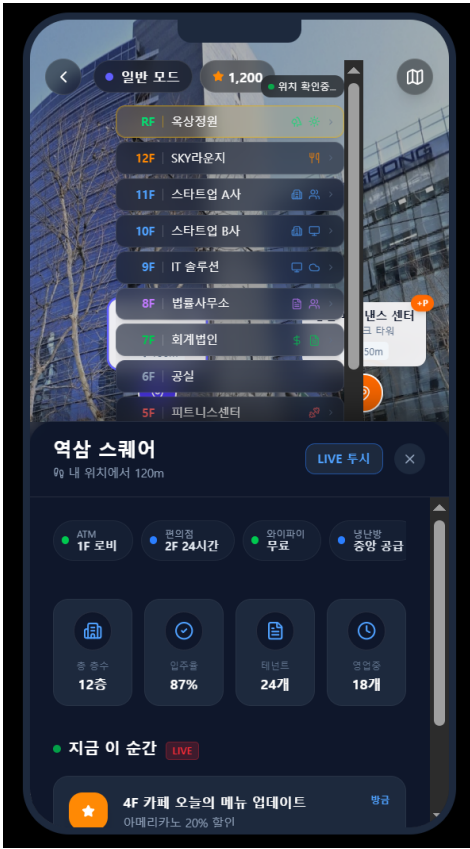 일반 모드
1,200
위치 확인중...
RF 옥상정원
12F SKY라운지
11F 스타트업 A사
10F 스타트업 B사
9F IT 솔루션
8F 법률사무소
7F 회계법인
6F 공실
5F 피트니스센터
HONG
+P
낸스 센터
크 타워
50m
역삼 스퀘어
내 위치에서 120m
LIVE 투시
ATM
1F 로비
편의점
2F 24시간
와이파이
무료
냉난방
중앙 공급
총 층수
12층
입주율
87%
테넌트
24개
영업중
18개
지금 이 순간
LIVE
4F 카페 오늘의 메뉴 업데이트
방금
아메리카노 20% 할인